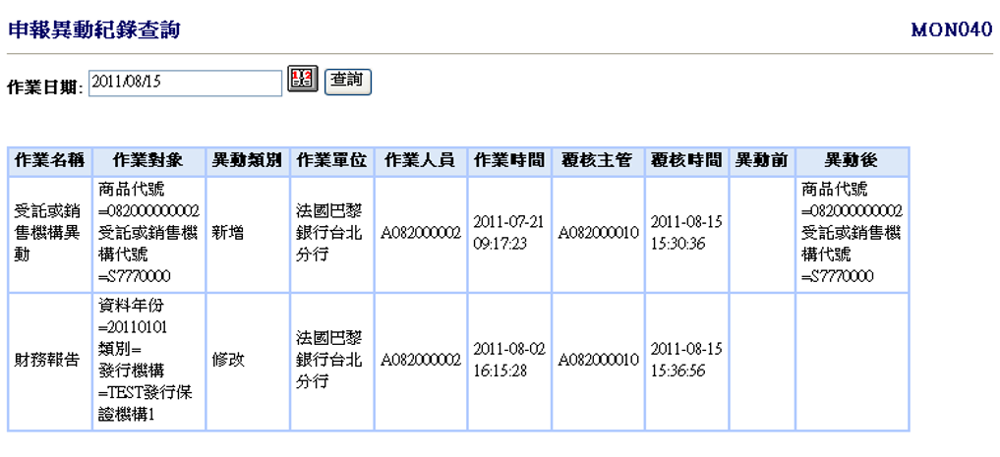 申報異動紀錄查詢 MON040
作業日期: 2011/08/15 查詢
作業名稱 作業對象 異動類別 作業單位 作業人員 作業時間 覆核主管 覆核時間 異動前 異動後
受託或銷
售機構異
動
商品代號
=082000000002
受託或銷售機
構代號
=S7770000
新增
法國巴黎
銀行台北
分行
A082000002
2011-07-21
09:17:23
A082000010
2011-08-15
15:30:36
商品代號
=082000000002
受託或銷售機
構代號
=S7770000
財務報告
資料年份
=20110101
類別=
發行機構
=TEST發行保
證機構1
修改
法國巴黎
銀行台北
分行
A082000002
2011-08-02
16:15:28
A082000010
2011-08-15
15:36:56